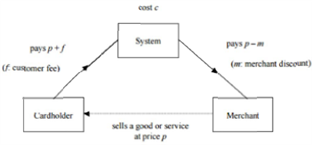 cost c
System
pays p + f
pays p – m
(f: customer fee)
(m: merchant discount)
Cardholder
Merchant
sells a good or service
at price p